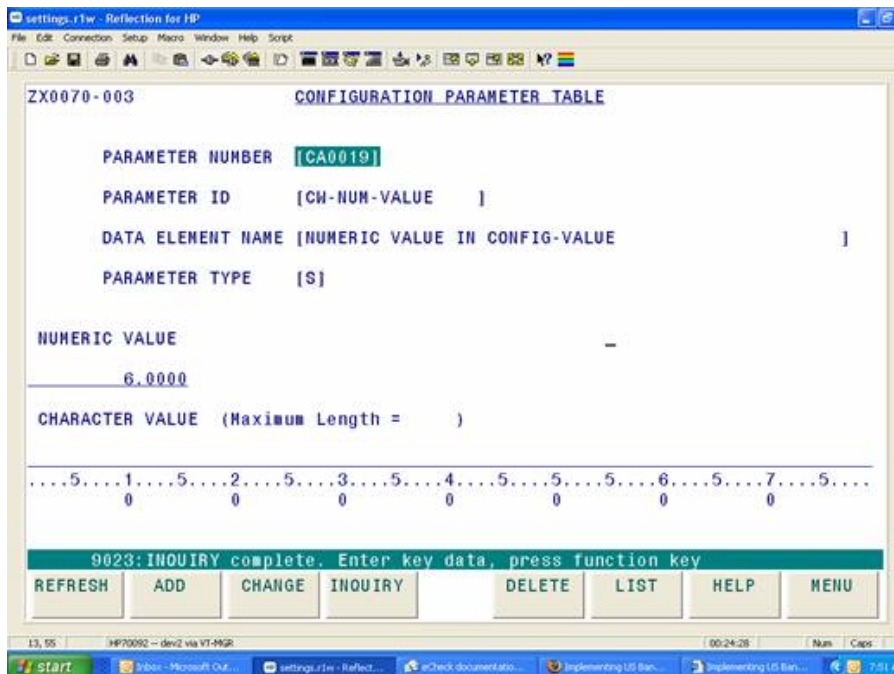 settings.r1w - Reflection for HP
File Edit Connection Setup Macro Window Help Script
ZX0070-003 CONFIGURATION PARAMETER TABLE
PARAMETER NUMBER [CA0019]
PARAMETER ID [CW-NUM-VALUE ]
DATA ELEMENT NAME [NUMERIC VALUE IN CONFIG-VALUE ]
PARAMETER TYPE [S]
NUMERIC VALUE _
6.0000
CHARACTER VALUE (Maximum Length = )
....5....1....5....2....5....3....5....4....5....5....5....6....5....7....5....
0 0 0 0 0 0 0
9023:INQUIRY complete. Enter key data, press function key
REFRESH ADD CHANGE INQUIRY DELETE LIST HELP MENU
13, 55 HP70092 -- dev2 via VT-MGR 00:24:28 Num Caps
start Inbox - Microsoft Out... settings.r1w - Reflect... eCheck documentatio... Implementing US Ban... Implementing US Ban... 7:51